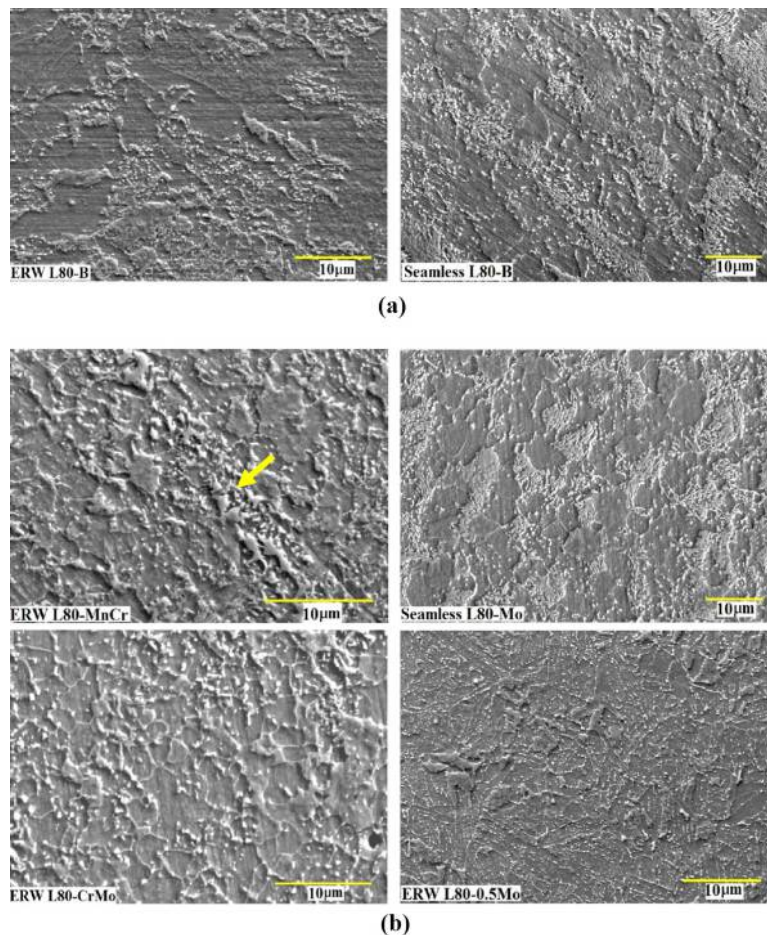 ERW L80-B
10µm
Seamless L80-B
10µm
(a)
ERW L80-MnCr
10µm
Seamless L80-Mo
10µm
ERW L80-CrMo
10µm
ERW L80-0.5Mo
10µm
(b)